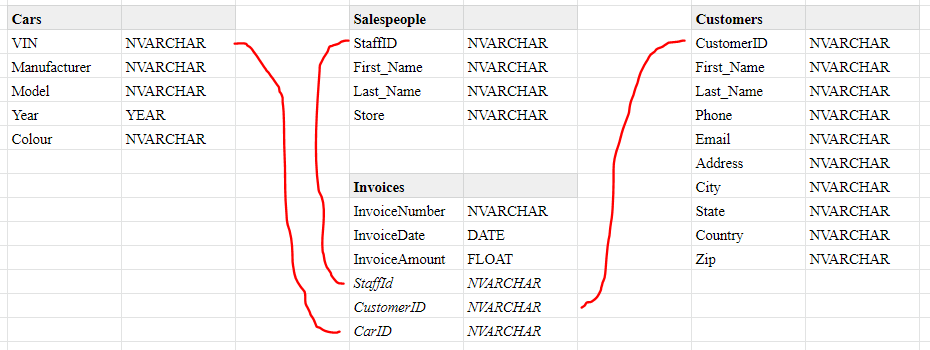 Cars
VIN NVARCHAR
Manufacturer NVARCHAR
Model NVARCHAR
Year YEAR
Colour NVARCHAR
Salespeople
StaffID NVARCHAR
First_Name NVARCHAR
Last_Name NVARCHAR
Store NVARCHAR
Invoices
InvoiceNumber NVARCHAR
InvoiceDate DATE
InvoiceAmount FLOAT
StaffId NVARCHAR
CustomerID NVARCHAR
CarID NVARCHAR
Customers
CustomerID NVARCHAR
First_Name NVARCHAR
Last_Name NVARCHAR
Phone NVARCHAR
Email NVARCHAR
Address NVARCHAR
City NVARCHAR
State NVARCHAR
Country NVARCHAR
Zip NVARCHAR